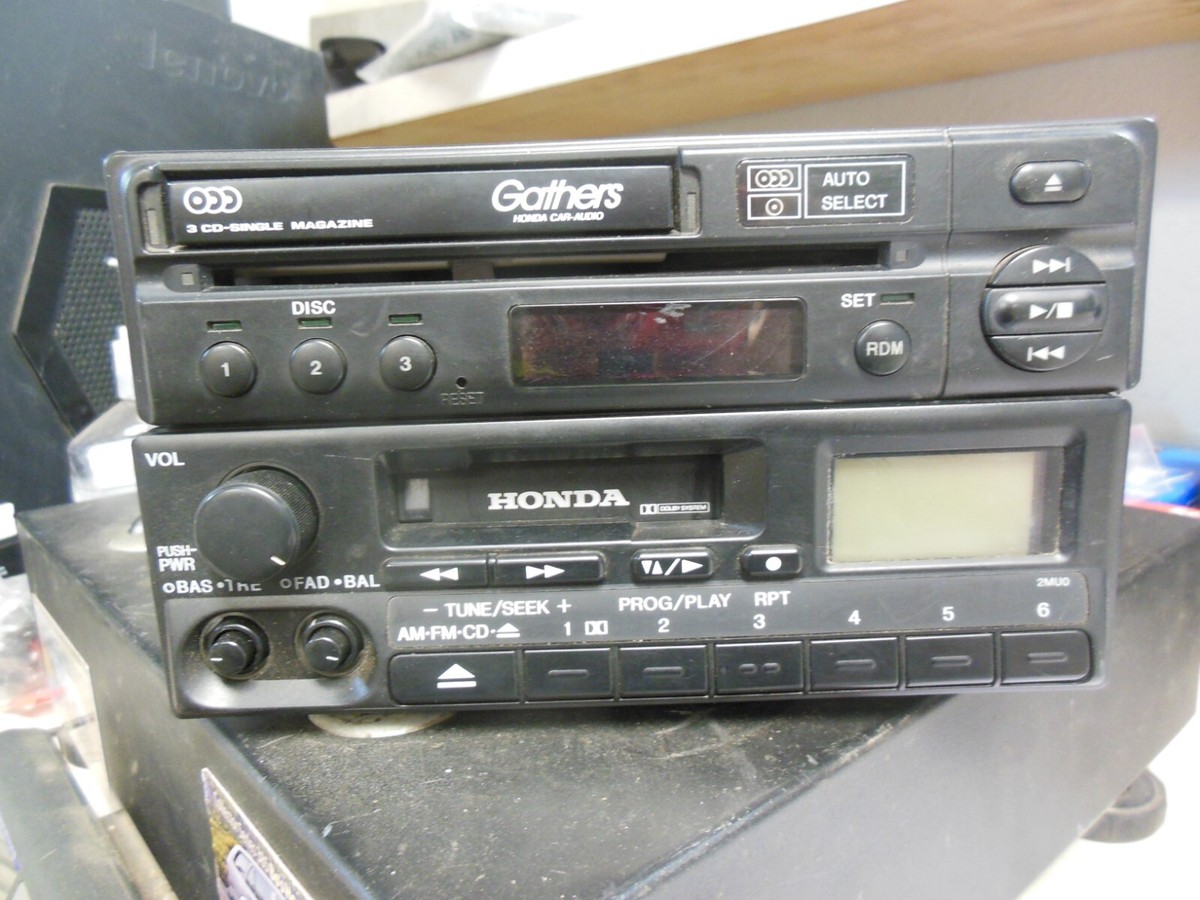 lenovo
Gathers
HONDA CAR-AUDIO
3 CD-SINGLE MAGAZINE
AUTO
SELECT
DISC
SET
1 2 3
RDM
RESET
VOL
HONDA
DOLBY SYSTEM
PUSH-
PWR
BAS • TRE FAD • BAL
2MU0
− TUNE/SEEK + PROG/PLAY RPT
AM•FM•CD• 1 2 3 4 5 6